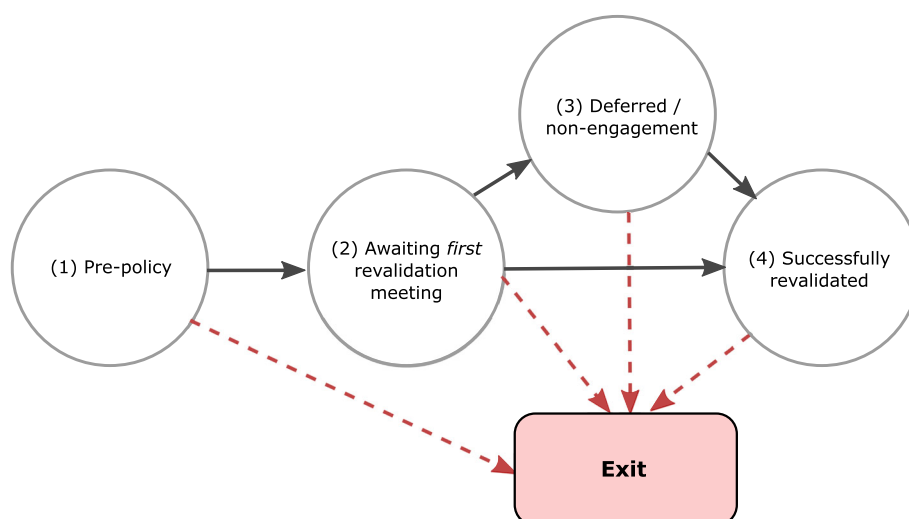 (1) Pre-policy
(2) Awaiting first
revalidation
meeting
(3) Deferred /
non-engagement
(4) Successfully
revalidated
Exit